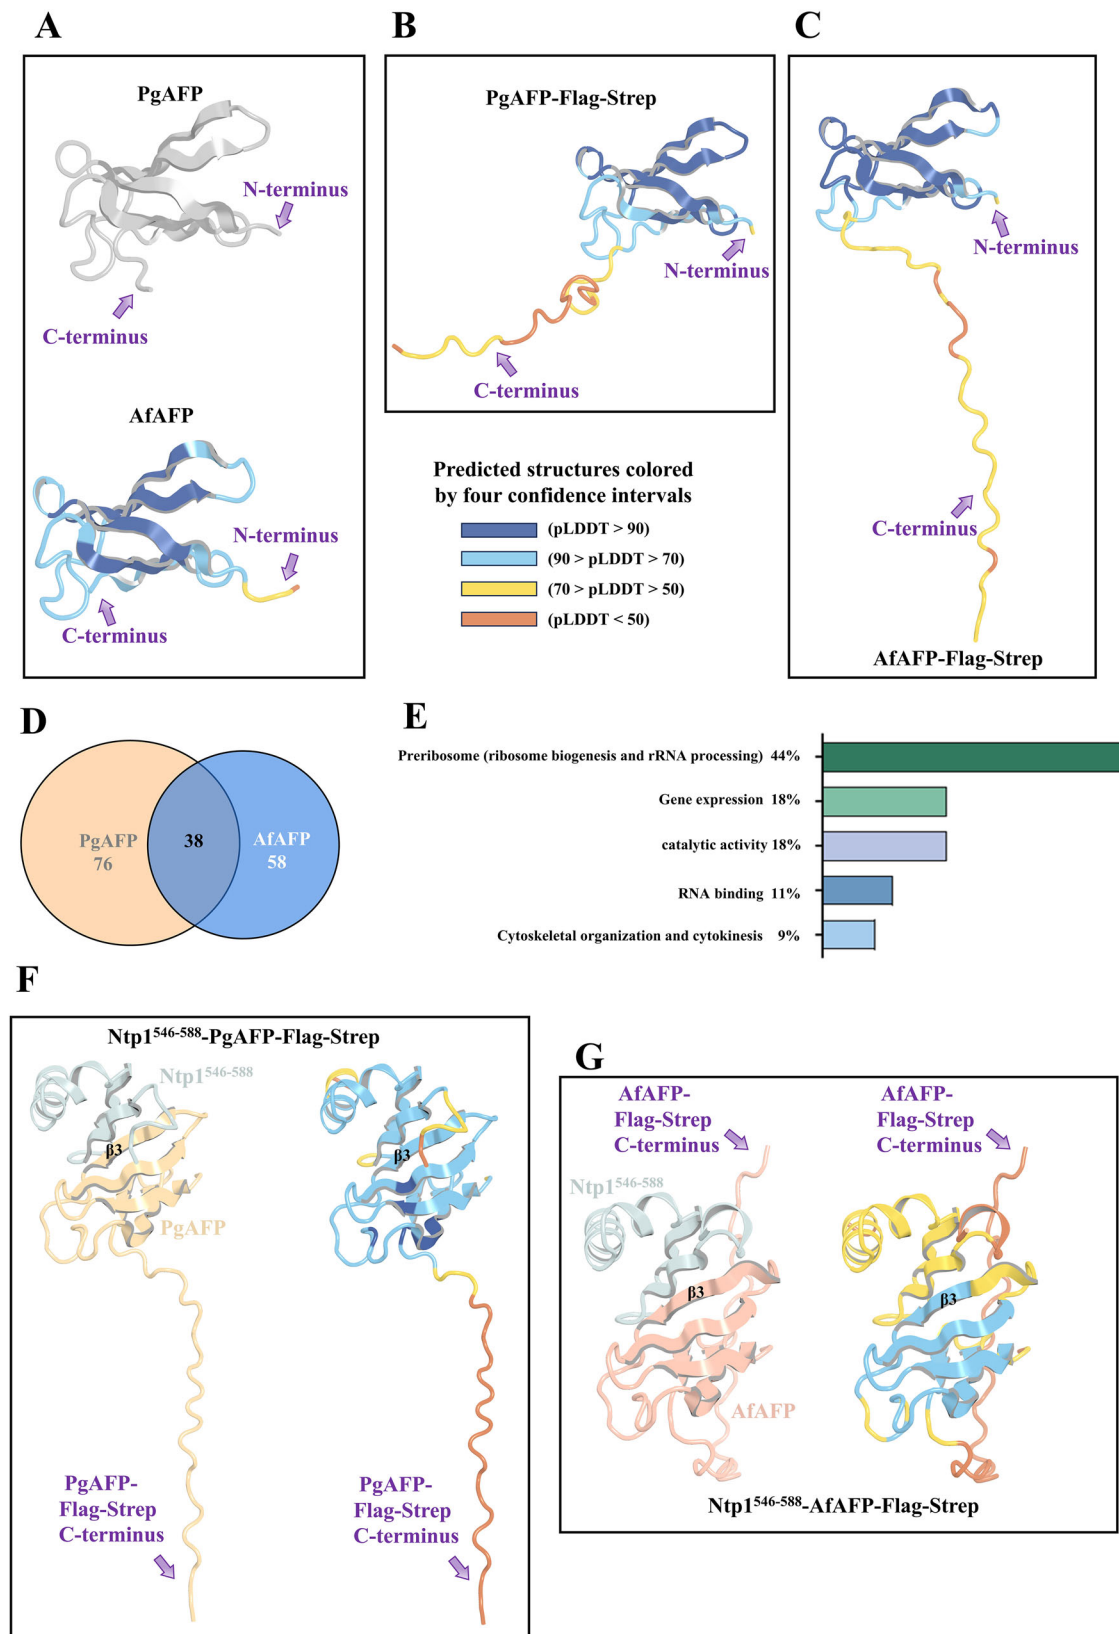 A
PgAFP
N-terminus
C-terminus
AfAFP
N-terminus
C-terminus
B
PgAFP-Flag-Strep
N-terminus
C-terminus
Predicted structures colored
by four confidence intervals
(pLDDT > 90)
(90 > pLDDT > 70)
(70 > pLDDT > 50)
(pLDDT < 50)
C
N-terminus
C-terminus
AfAFP-Flag-Strep
D
PgAFP
76
38
AfAFP
58
E
Preribosome (ribosome biogenesis and rRNA processing) 44%
Gene expression 18%
catalytic activity 18%
RNA binding 11%
Cytoskeletal organization and cytokinesis 9%
F
Ntp1546-588-PgAFP-Flag-Strep
Ntp1546-588
β3
PgAFP
β3
PgAFP-
Flag-Strep
C-terminus
PgAFP-
Flag-Strep
C-terminus
G
AfAFP-
Flag-Strep
C-terminus
AfAFP-
Flag-Strep
C-terminus
Ntp1546-588
β3
AfAFP
β3
Ntp1546-588-AfAFP-Flag-Strep